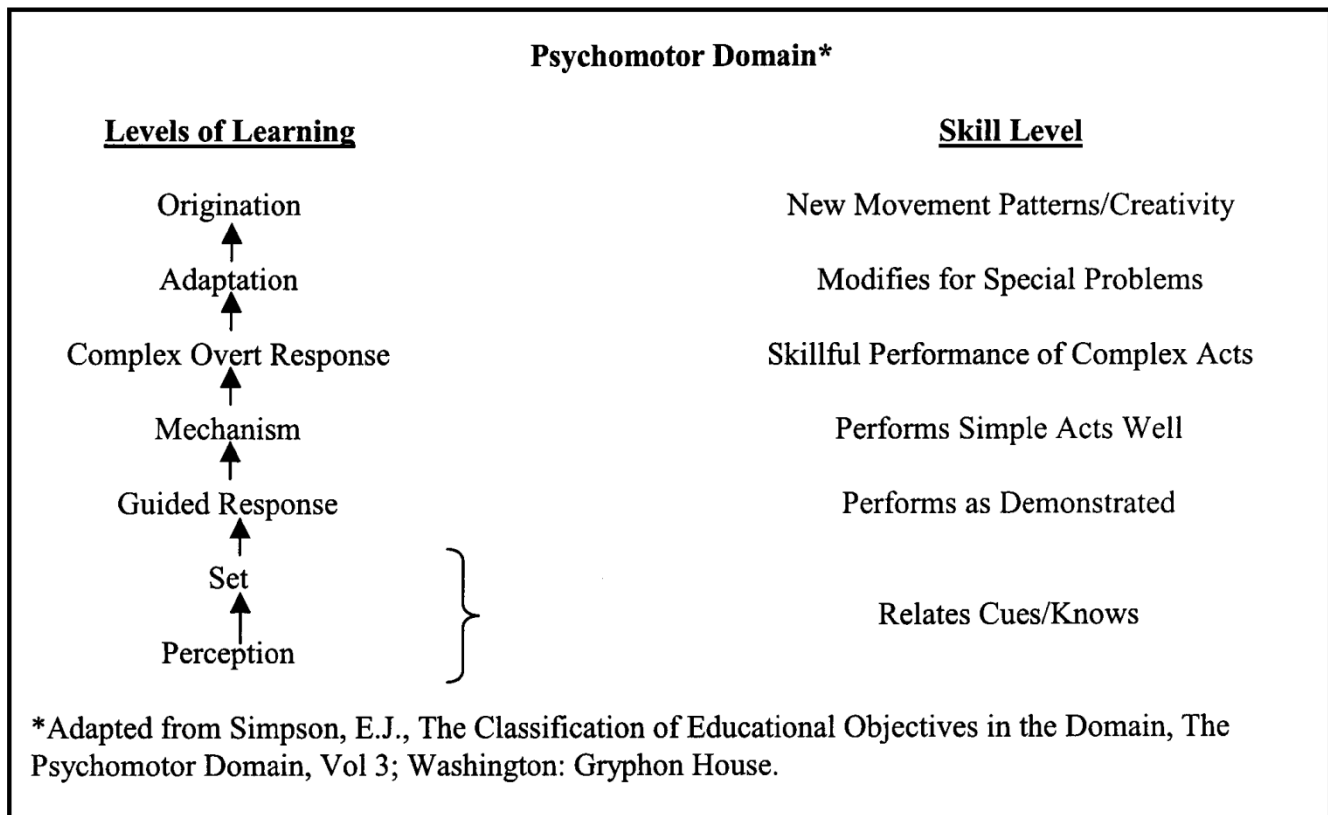 Psychomotor Domain*
Levels of Learning Skill Level
Origination New Movement Patterns/Creativity
Adaptation Modifies for Special Problems
Complex Overt Response Skillful Performance of Complex Acts
Mechanism Performs Simple Acts Well
Guided Response Performs as Demonstrated
Set
Relates Cues/Knows
Perception
*Adapted from Simpson, E.J., The Classification of Educational Objectives in the Domain, The
Psychomotor Domain, Vol 3; Washington: Gryphon House.